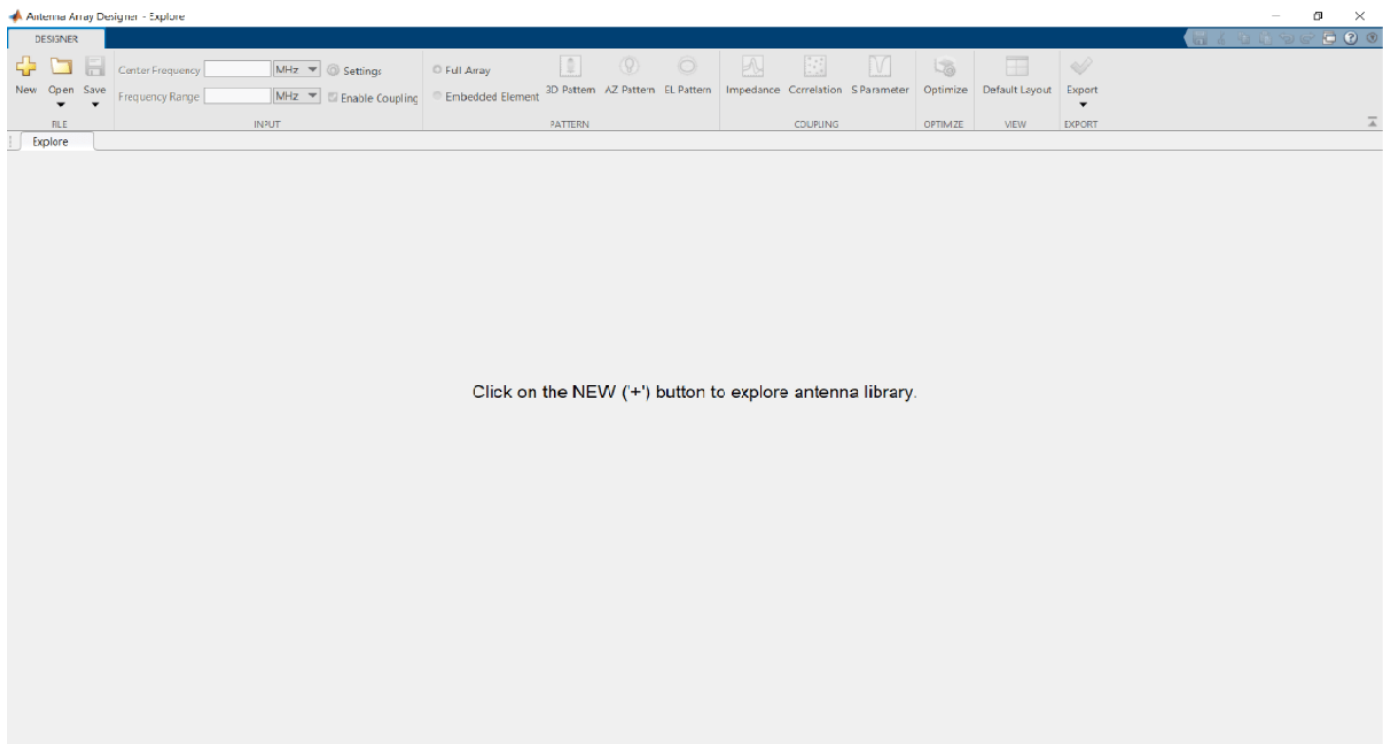 Antenna Array Designer - Explore
DESIGNER
New Open Save
FILE
Center Frequency MHz Settings
Frequency Range MHz Enable Coupling
INPUT
Full Array
Embedded Element
3D Pattern AZ Pattern EL Pattern
PATTERN
Impedance Correlation S Parameter
COUPLING
Optimize
OPTIMIZE
Default Layout
VIEW
Export
EXPORT
Explore
Click on the NEW ('+') button to explore antenna library.